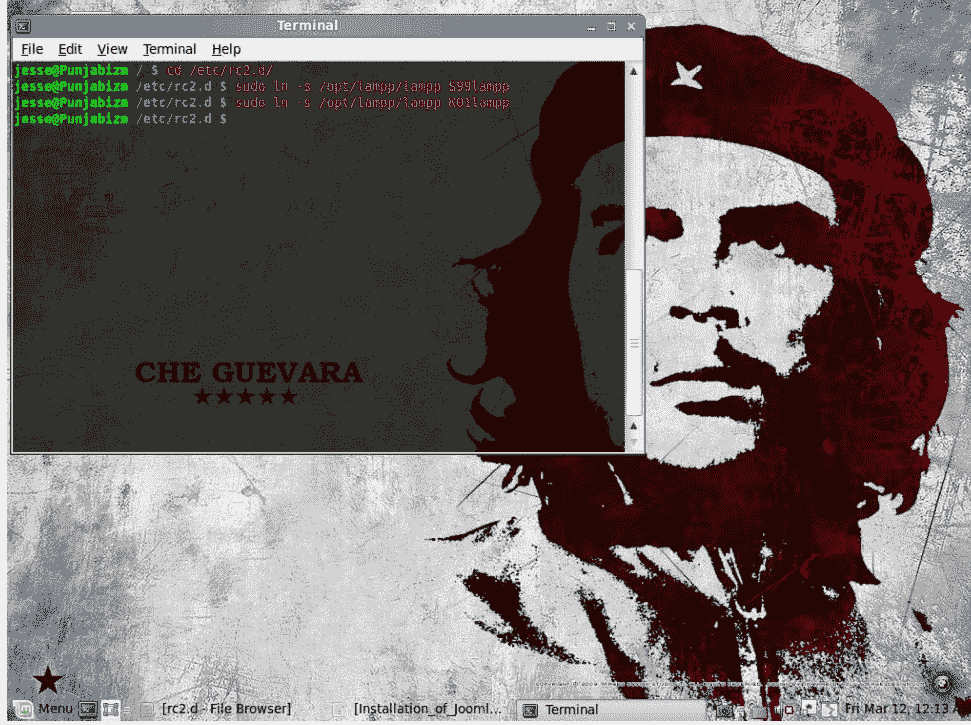 Terminal
File Edit View Terminal Help
jesse@Punjabizm / $ cd /etc/rc2.d/
jesse@Punjabizm /etc/rc2.d $ sudo ln -s /opt/lampp/lampp S99lampp
jesse@Punjabizm /etc/rc2.d $ sudo ln -s /opt/lampp/lampp K01lampp
jesse@Punjabizm /etc/rc2.d $
CHE GUEVARA
Menu [rc2.d - File Browser] [Installation_of_Jooml... Terminal Fri Mar 12, 12:13